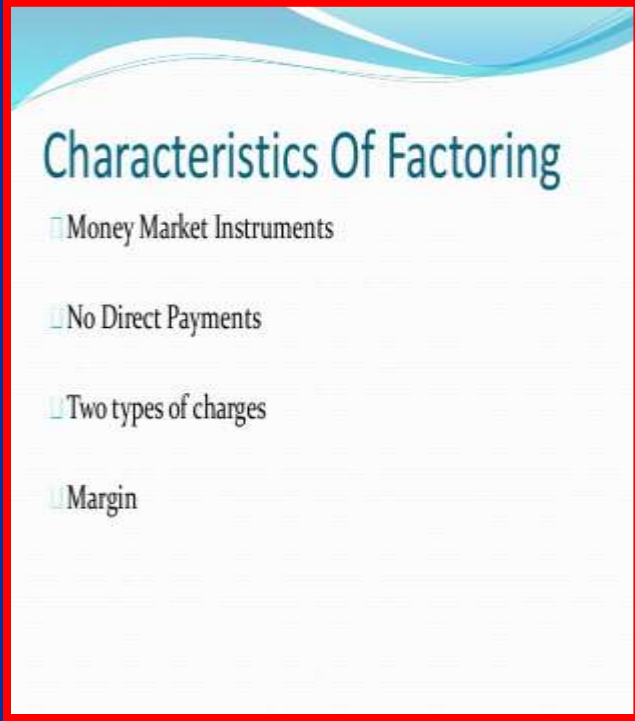 Characteristics Of Factoring
Money Market Instruments
No Direct Payments
Two types of charges
Margin